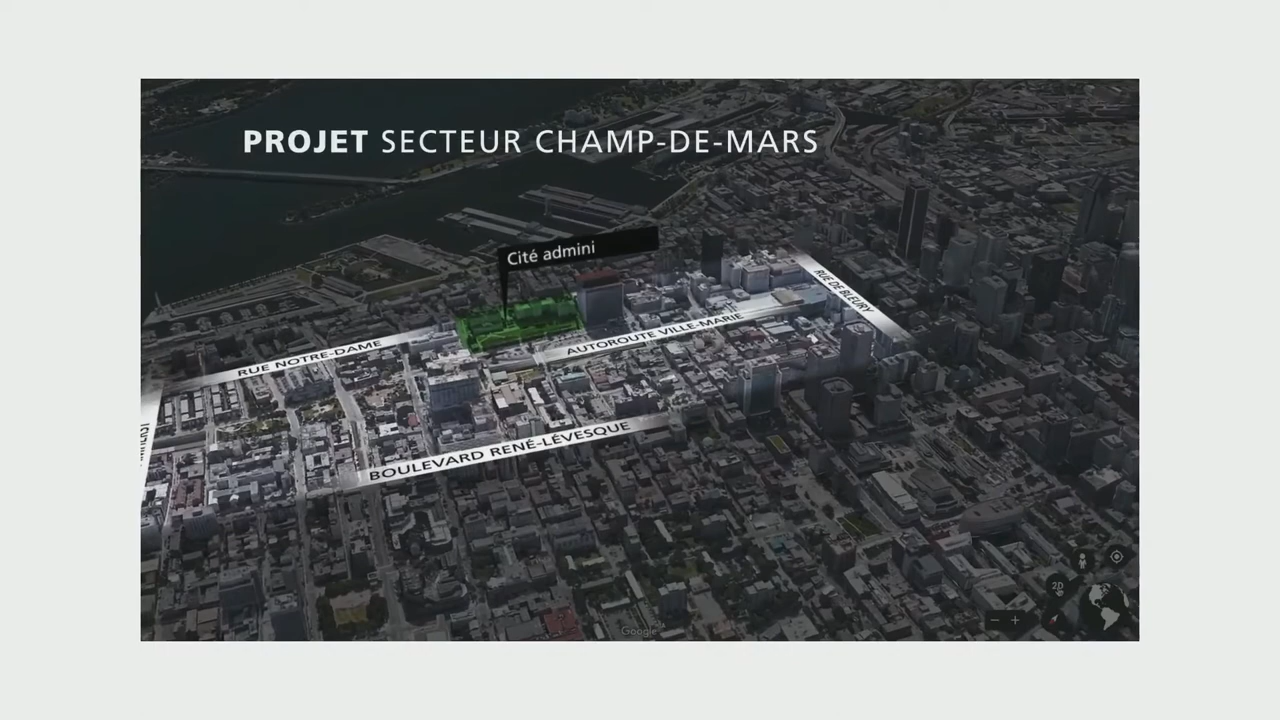 PROJET SECTEUR CHAMP-DE-MARS
Cité admini
RUE DE BLEURY
AUTOROUTE VILLE-MARIE
RUE NOTRE-DAME
BOULEVARD RENÉ-LÉVESQUE
2D
Google